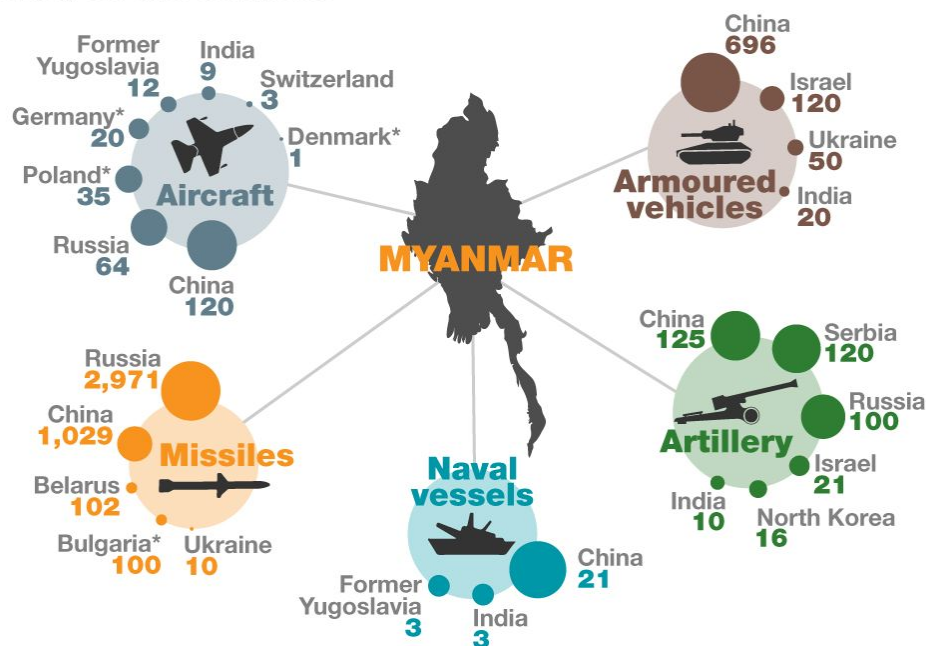 Former
Yugoslavia
12
India
9
Switzerland
3
Germany*
20
Denmark*
1
Poland*
35
Aircraft
Russia
64
China
120
China
696
Israel
120
Ukraine
50
Armoured
vehicles
India
20
MYANMAR
Russia
2,971
China
1,029
Missiles
Belarus
102
Bulgaria*
100
Ukraine
10
Naval
vessels
China
21
Former
Yugoslavia
3
India
3
China
125
Serbia
120
Russia
100
Artillery
Israel
21
India
10
North Korea
16